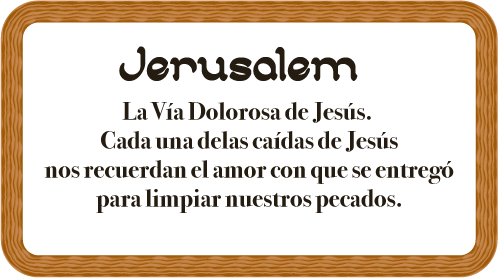 Jerusalem
La Vía Dolorosa de Jesús.
Cada una delas caídas de Jesús
nos recuerdan el amor con que se entregó
para limpiar nuestros pecados.